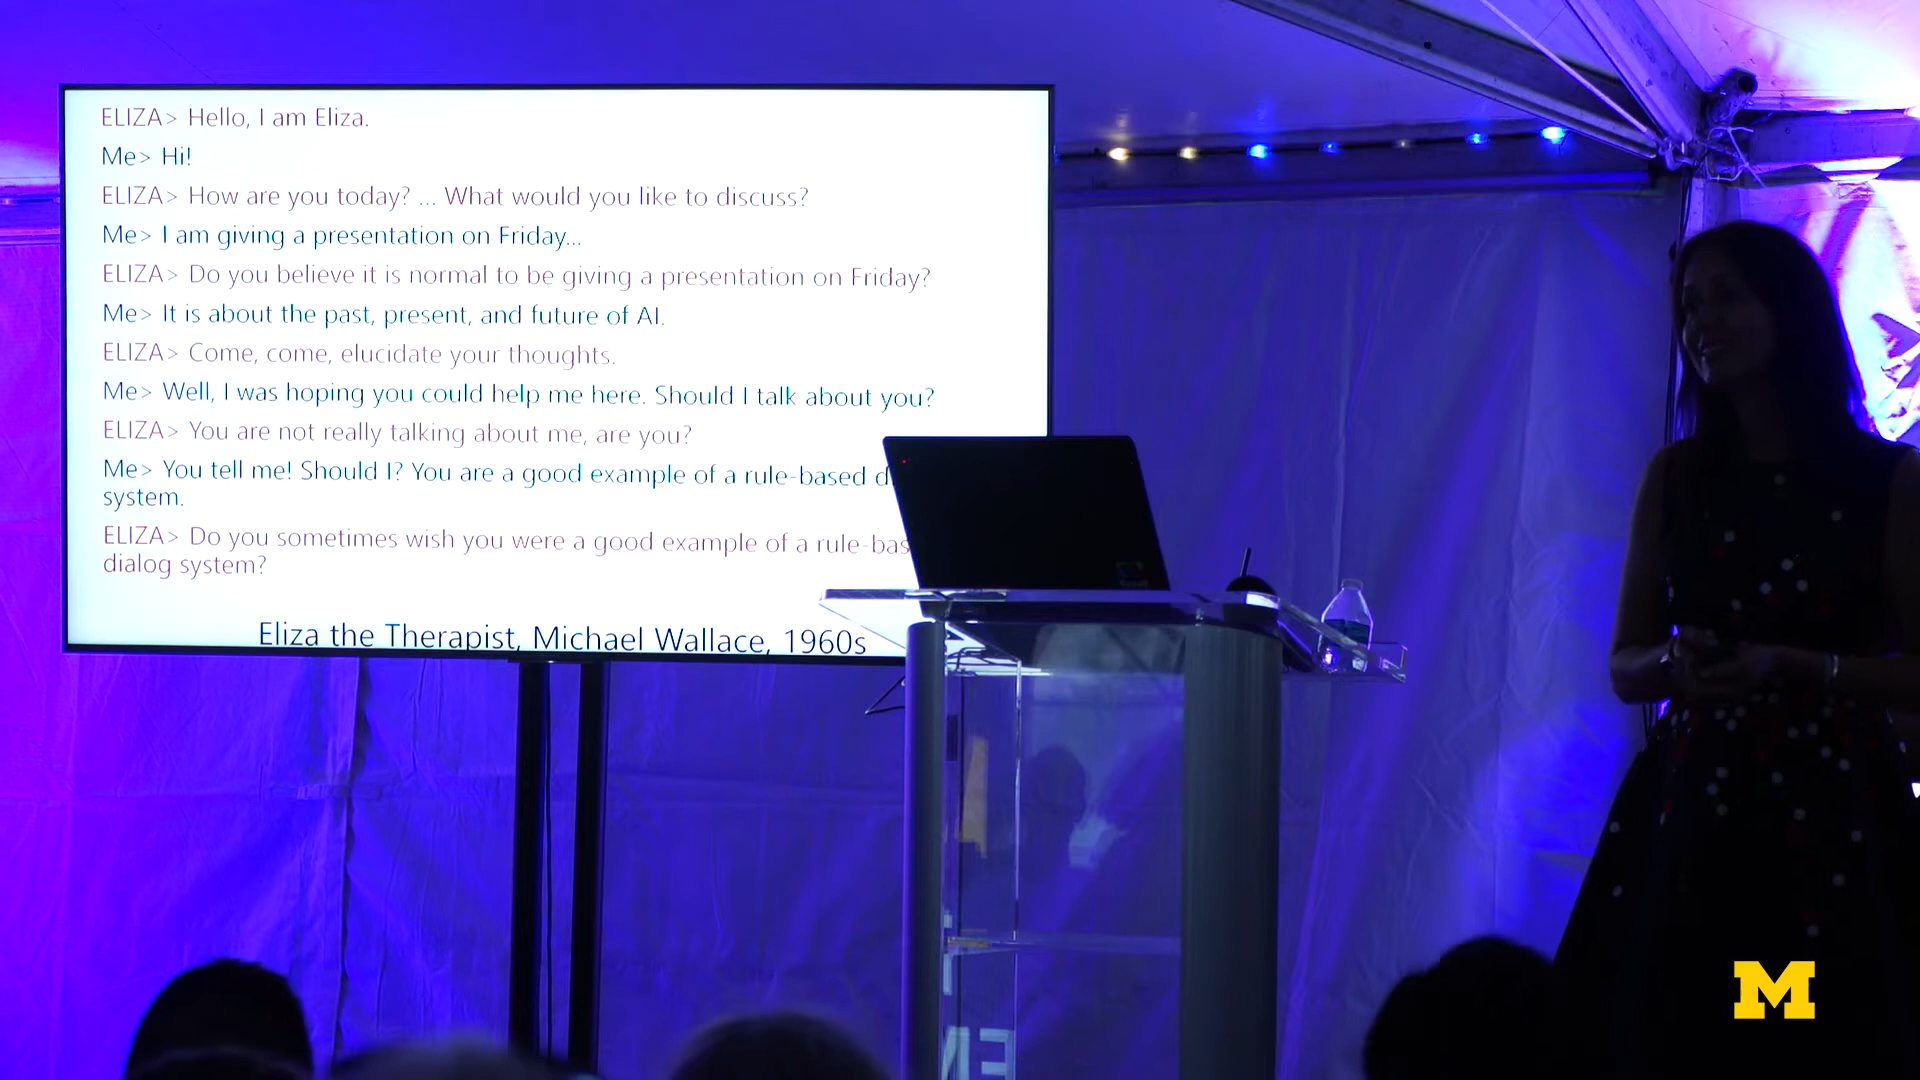 ELIZA> Hello, I am Eliza.
Me> Hi!
ELIZA> How are you today? ... What would you like to discuss?
Me> I am giving a presentation on Friday...
ELIZA> Do you believe it is normal to be giving a presentation on Friday?
Me> It is about the past, present, and future of AI.
ELIZA> Come, come, elucidate your thoughts.
Me> Well, I was hoping you could help me here. Should I talk about you?
ELIZA> You are not really talking about me, are you?
Me> You tell me! Should I? You are a good example of a rule-based
system.
ELIZA> Do you sometimes wish you were a good example of a rule-bas
dialog system?
Eliza the Therapist, Michael Wallace, 1960s
M